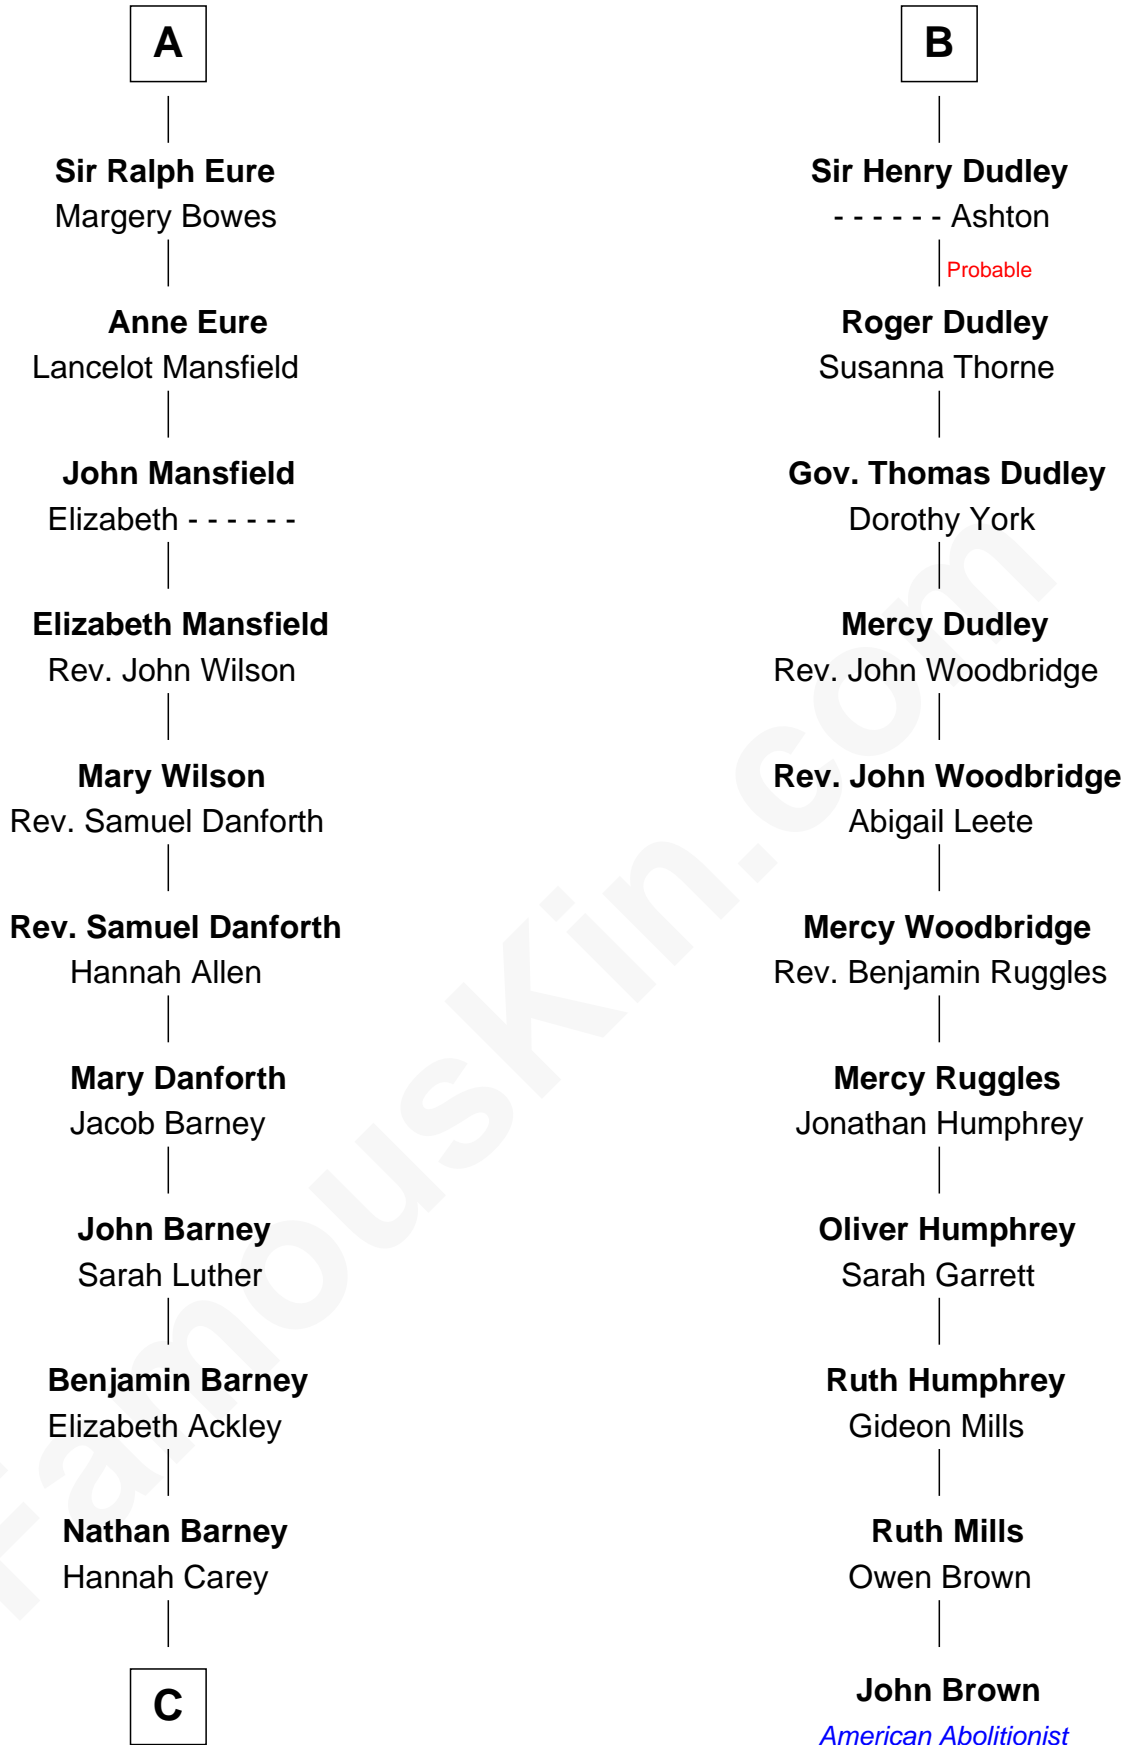 A
Sir Ralph Eure
Margery Bowes
Anne Eure
Lancelot Mansfield
John Mansfield
Elizabeth - - - - - -
Elizabeth Mansfield
Rev. John Wilson
Mary Wilson
Rev. Samuel Danforth
Rev. Samuel Danforth
Hannah Allen
Mary Danforth
Jacob Barney
John Barney
Sarah Luther
Benjamin Barney
Elizabeth Ackley
Nathan Barney
Hannah Carey
C
B
Sir Henry Dudley
- - - - - - Ashton
Probable
Roger Dudley
Susanna Thorne
Gov. Thomas Dudley
Dorothy York
Mercy Dudley
Rev. John Woodbridge
Rev. John Woodbridge
Abigail Leete
Mercy Woodbridge
Rev. Benjamin Ruggles
Mercy Ruggles
Jonathan Humphrey
Oliver Humphrey
Sarah Garrett
Ruth Humphrey
Gideon Mills
Ruth Mills
Owen Brown
John Brown
American Abolitionist
FamousKin.com